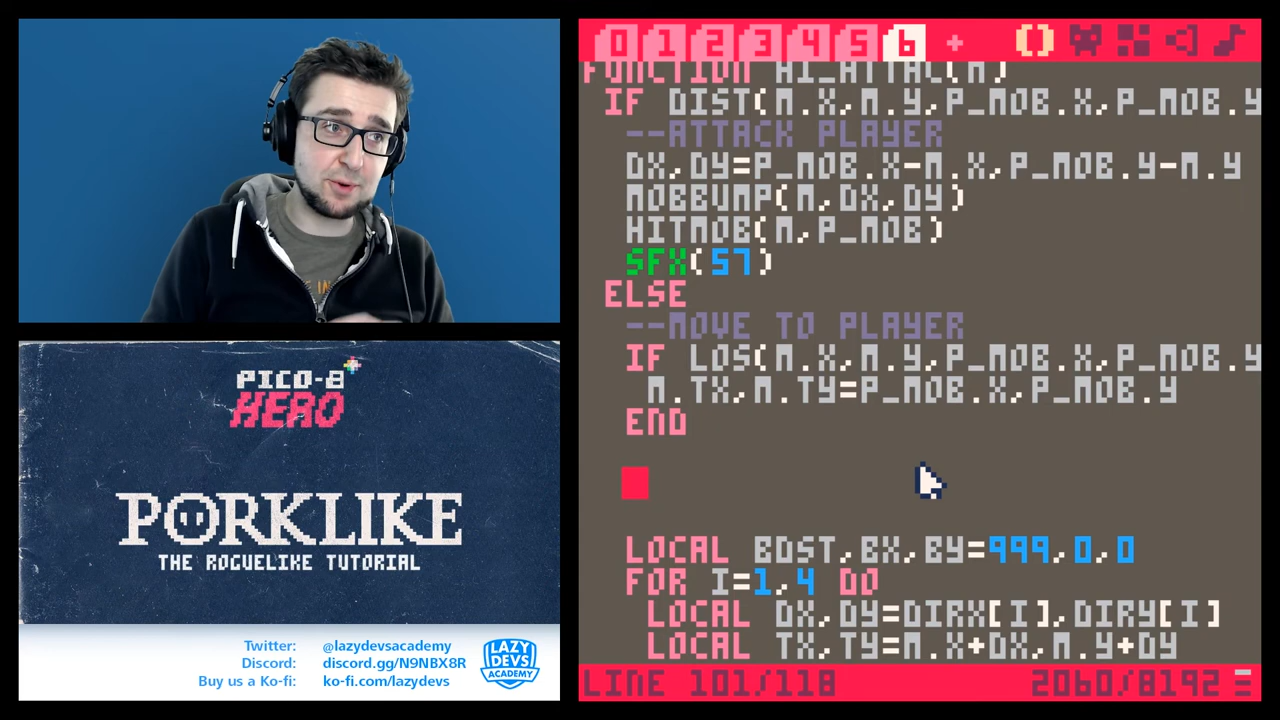 0 1 2 3 4 5 6 +
FUNCTION AI_ATTAC(M)
IF DIST(M.X,M.Y,P_MOB.X,P_MOB.Y
--ATTACK PLAYER
DX,DY=P_MOB.X-M.X,P_MOB.Y-M.Y
MOBBUMP(M,DX,DY)
HITMOB(M,P_MOB)
SFX(57)
ELSE
--MOVE TO PLAYER
IF LOS(M.X,M.Y,P_MOB.X,P_MOB.Y
M.TX,M.TY=P_MOB.X,P_MOB.Y
END
LOCAL BDST,BX,BY=999,0,0
FOR I=1,4 DO
LOCAL DX,DY=DIRX[I],DIRY[I]
LOCAL TX,TY=M.X+DX,M.Y+DY
LINE 101/118
2060/8192
PICO-8
HERO
PORKLIKE
THE ROGUELIKE TUTORIAL
Twitter: @lazydevsacademy
Discord: discord.gg/N9NBX8R
Buy us a Ko-fi: ko-fi.com/lazydevs
LAZY
DEVS
ACADEMY